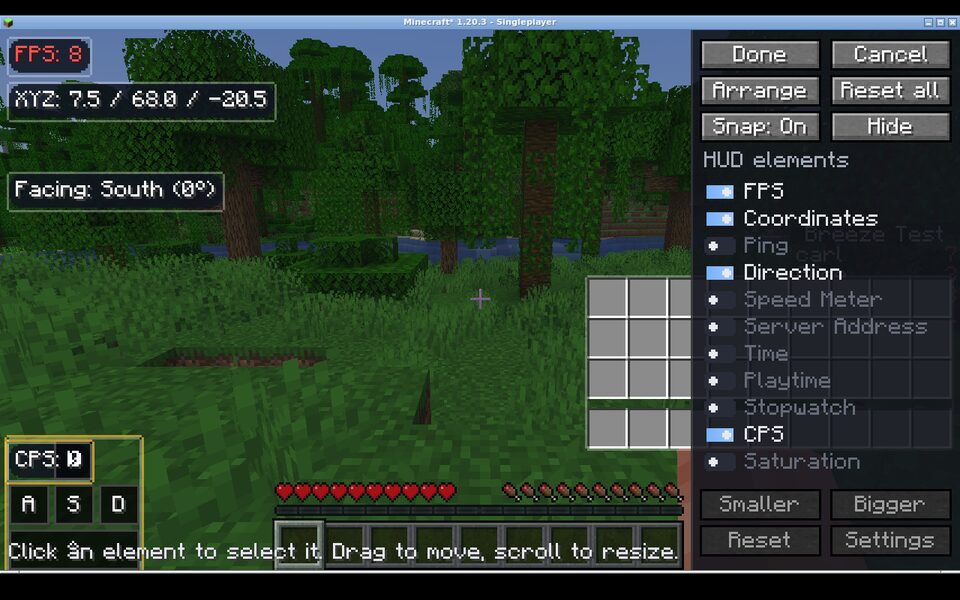 Minecraft* 1.20.3 - Singleplayer
FPS: 8
XYZ: 7.5 / 68.0 / -20.5
Facing: South (0°)
CPS: 0
A S D
Click an element to select it. Drag to move, scroll to resize.
Done Cancel
Arrange Reset all
Snap: On Hide
HUD elements
FPS
Coordinates
Ping
Direction
Speed Meter
Server Address
Time
Playtime
Stopwatch
CPS
Saturation
Smaller Bigger
Reset Settings
Breeze Test
carl